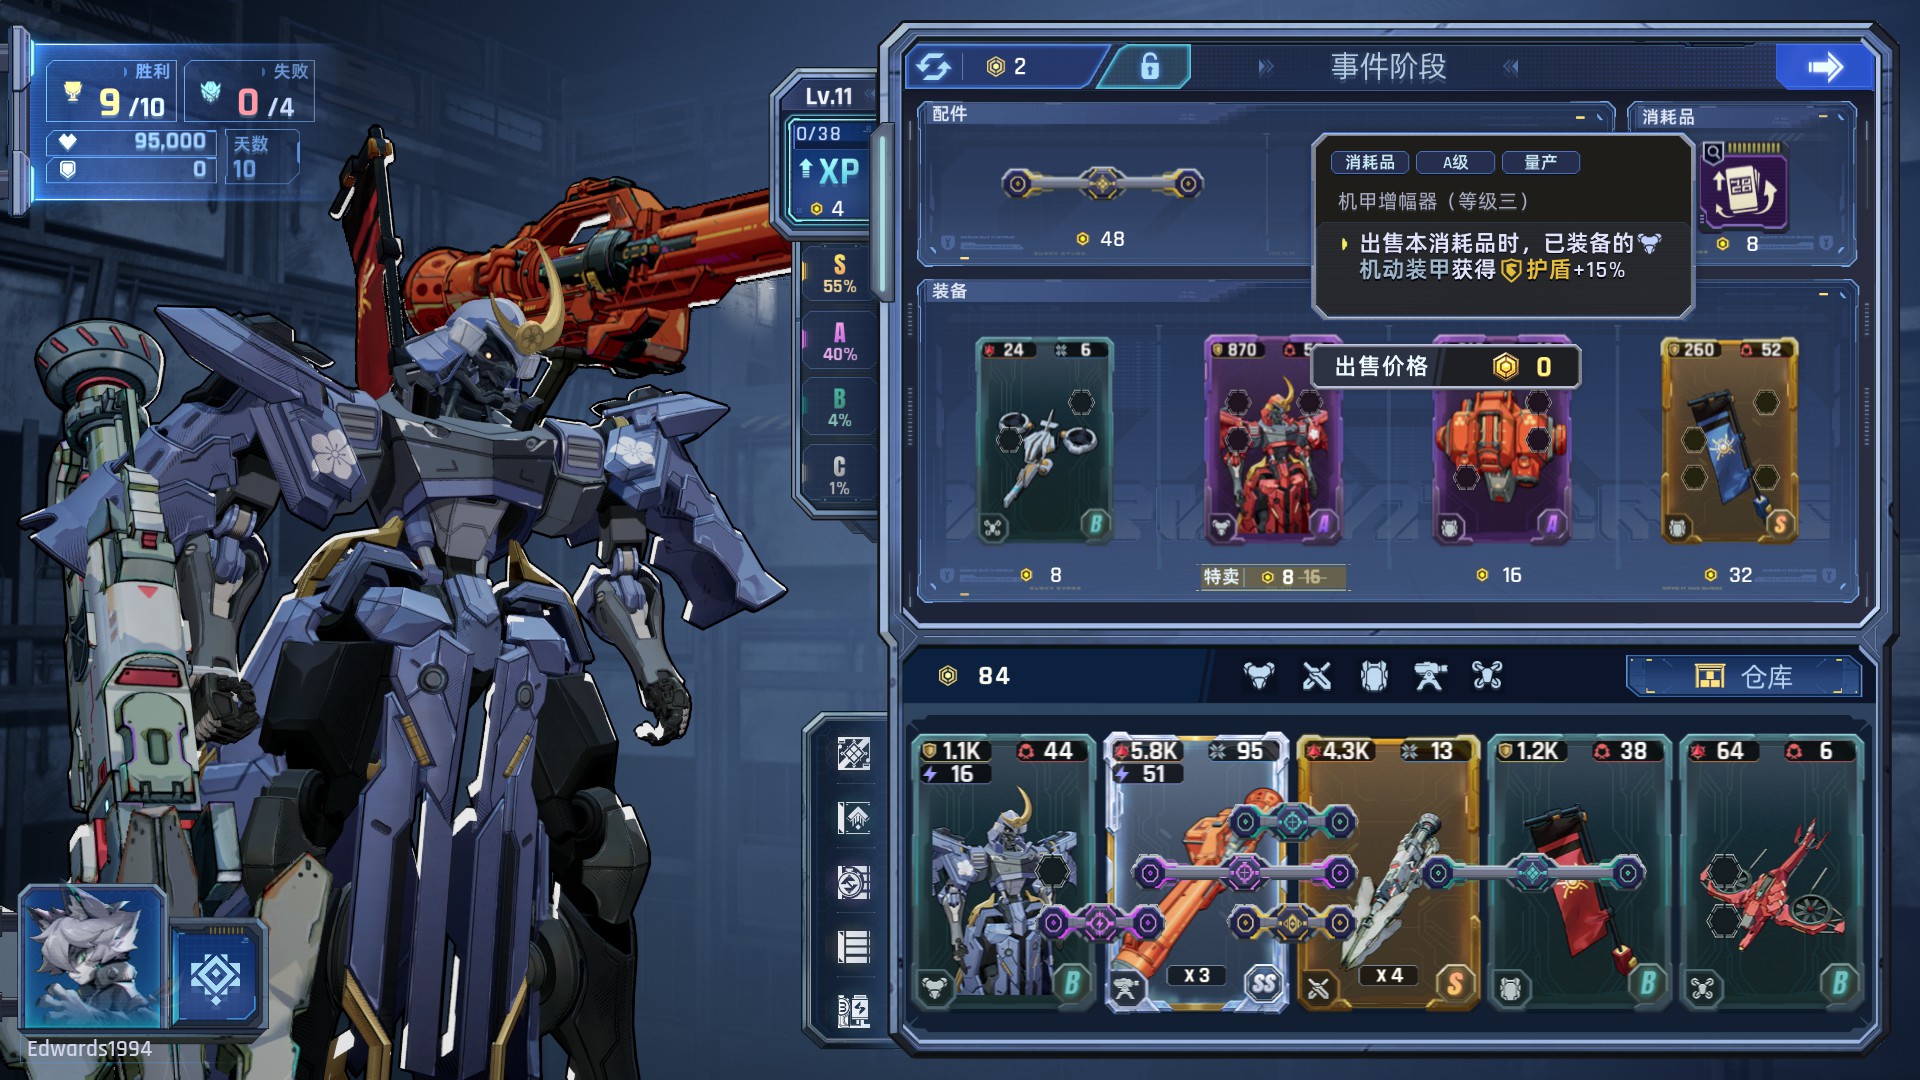 胜利
9/10
失败
0/4
95,000
0
天数
10
Lv.11
0/38
XP
4
S
55%
A
40%
B
4%
C
1%
2
事件阶段
配件
48
消耗品
8
消耗品 A级 量产
机甲增幅器（等级三）
出售本消耗品时，已装备的
机动装甲获得护盾+15%
出售价格 0
装备
24 6
B
8
870
A
特卖 8 16
A
16
260 52
S
32
84
仓库
1.1K 44
16
B
5.8K 95
51
x3
SS
4.3K 13
x4
S
1.2K 38
B
64 6
B
Edwards1994